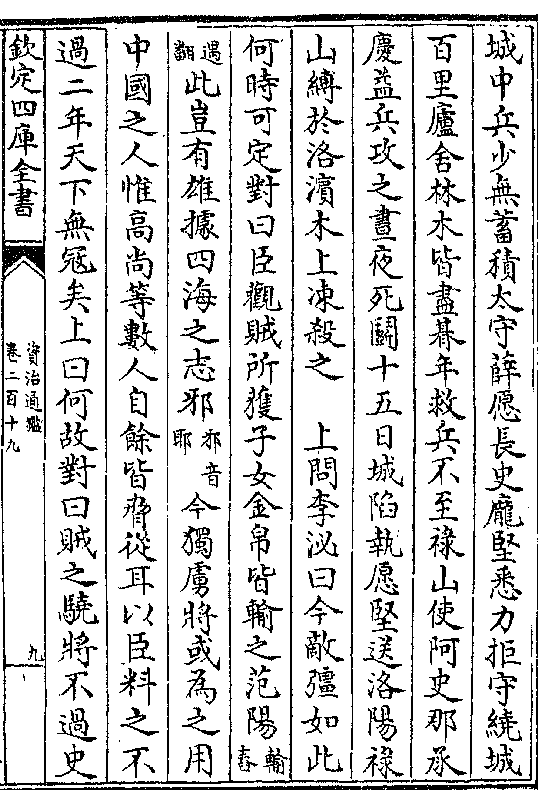 城中兵少無蓄積太守薛愿長史龎堅悉力拒守繞城
百里廬舍林木皆盡朞年救兵不至禄山使阿史那承
慶益兵攻之晝夜死鬬十五日城陷執愿堅送洛陽禄
山縛於洛濱木上凍殺之　上問李泌曰今敵彊如此
何時可定對曰臣觀賊所獲子女金帛皆輸之范陽輸舂
遇翻此豈有雄據四海之志邪邪音耶今獨虜將或為之用
中國之人惟高尚等數人自餘皆脅從耳以臣料之不
過二年天下無冦矣上曰何故對曰賊之驍將不過史
欽定四庫全書
資治通鑑
卷二百十九
九